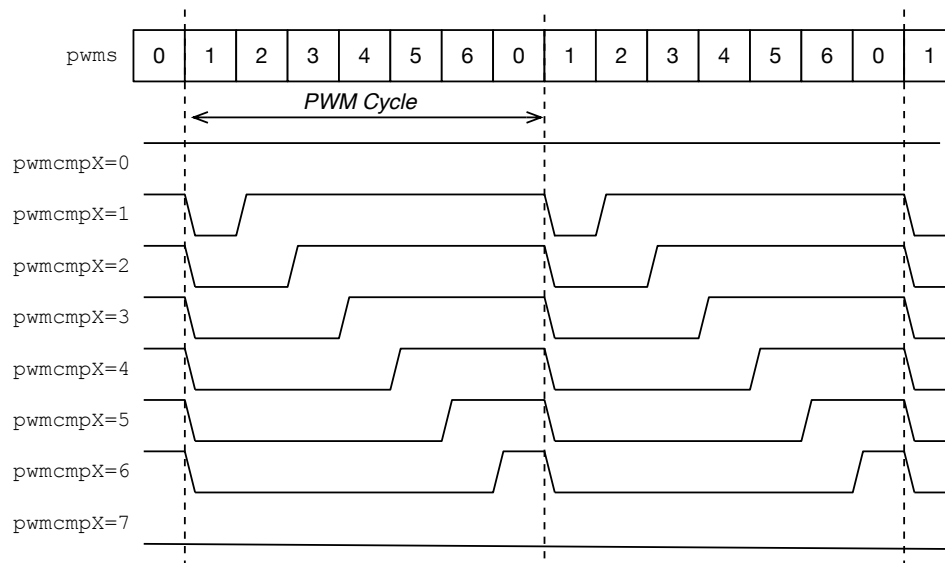 pwms 0 1 2 3 4 5 6 0 1 2 3 4 5 6 0 1
PWM Cycle
pwmcmpX=0
pwmcmpX=1
pwmcmpX=2
pwmcmpX=3
pwmcmpX=4
pwmcmpX=5
pwmcmpX=6
pwmcmpX=7